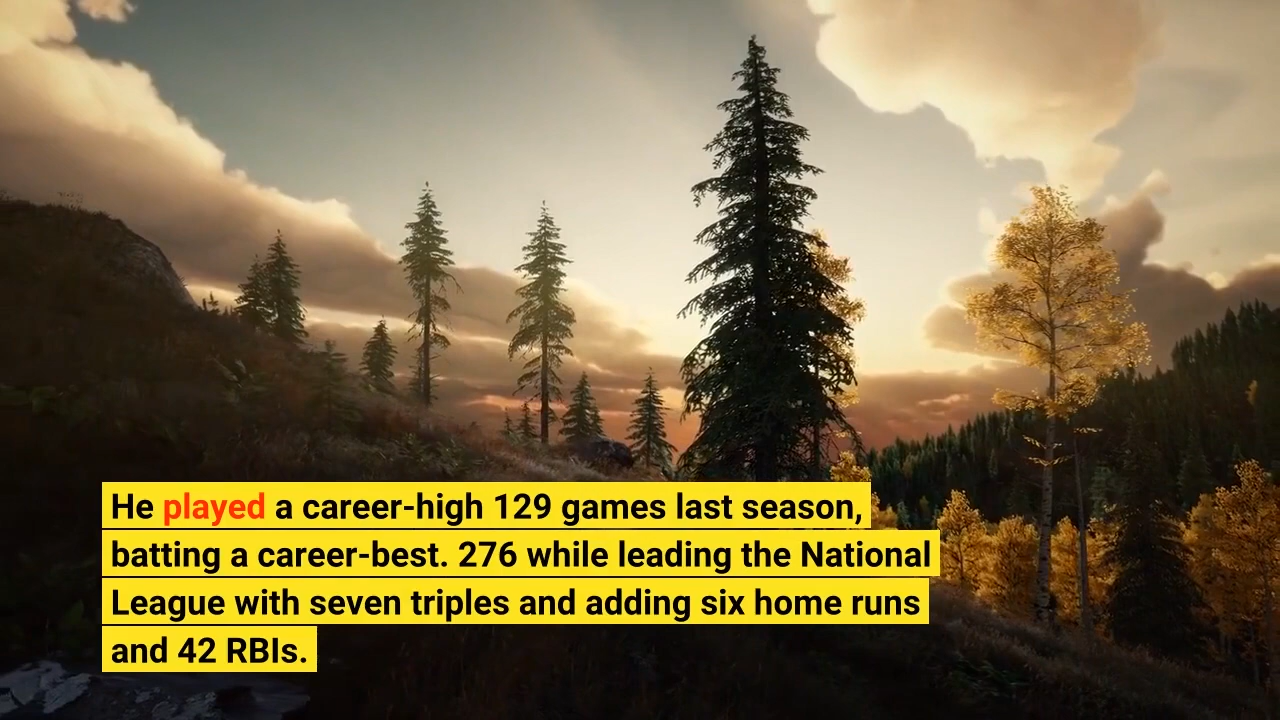 He played a career-high 129 games last season,
batting a career-best. 276 while leading the National
League with seven triples and adding six home runs
and 42 RBIs.